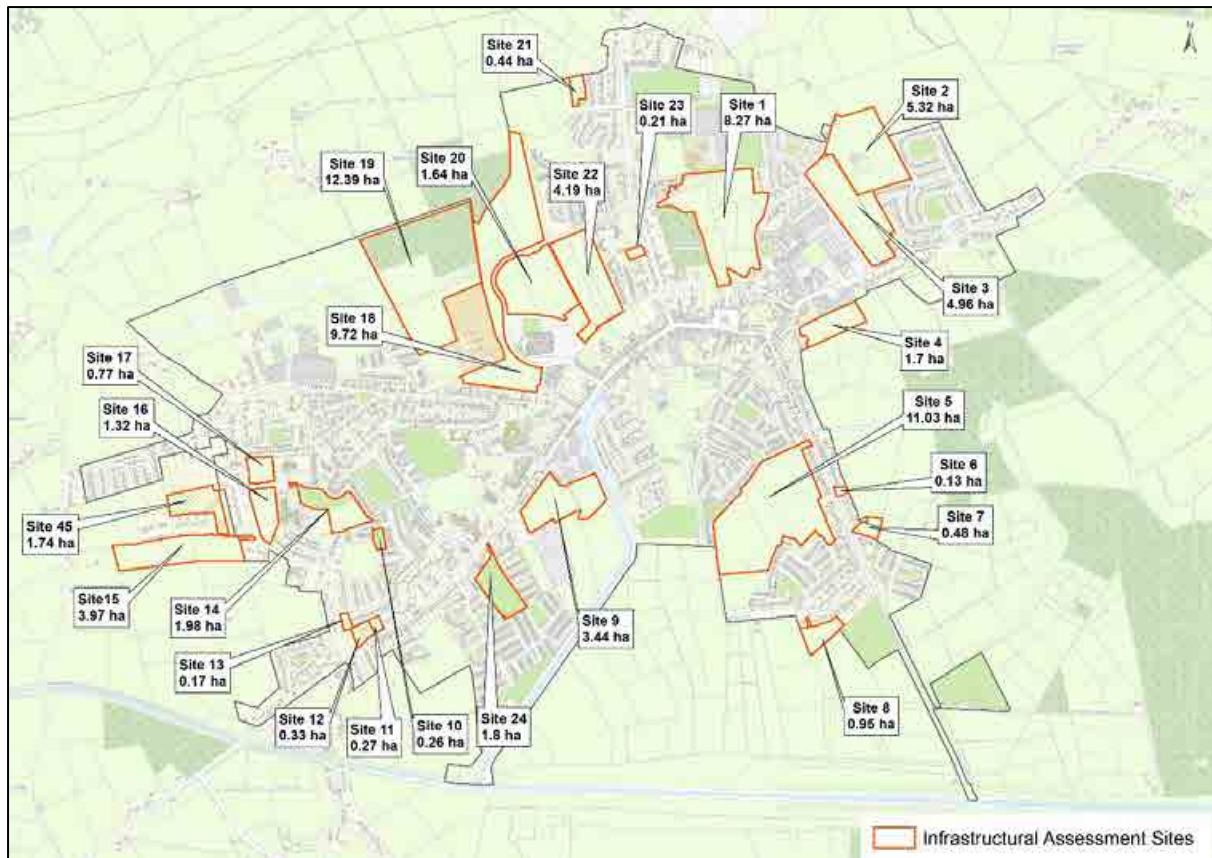 N
Site 21
0.44 ha
Site 23
0.21 ha
Site 1
8.27 ha
Site 2
5.32 ha
Site 19
12.39 ha
Site 20
1.64 ha
Site 22
4.19 ha
Site 3
4.96 ha
Site 18
9.72 ha
Site 4
1.7 ha
Site 17
0.77 ha
Site 16
1.32 ha
Site 5
11.03 ha
Site 6
0.13 ha
Site 45
1.74 ha
Site 7
0.48 ha
Site15
3.97 ha
Site 14
1.98 ha
Site 9
3.44 ha
Site 13
0.17 ha
Site 12
0.33 ha
Site 11
0.27 ha
Site 10
0.26 ha
Site 24
1.8 ha
Site 8
0.95 ha
Infrastructural Assessment Sites